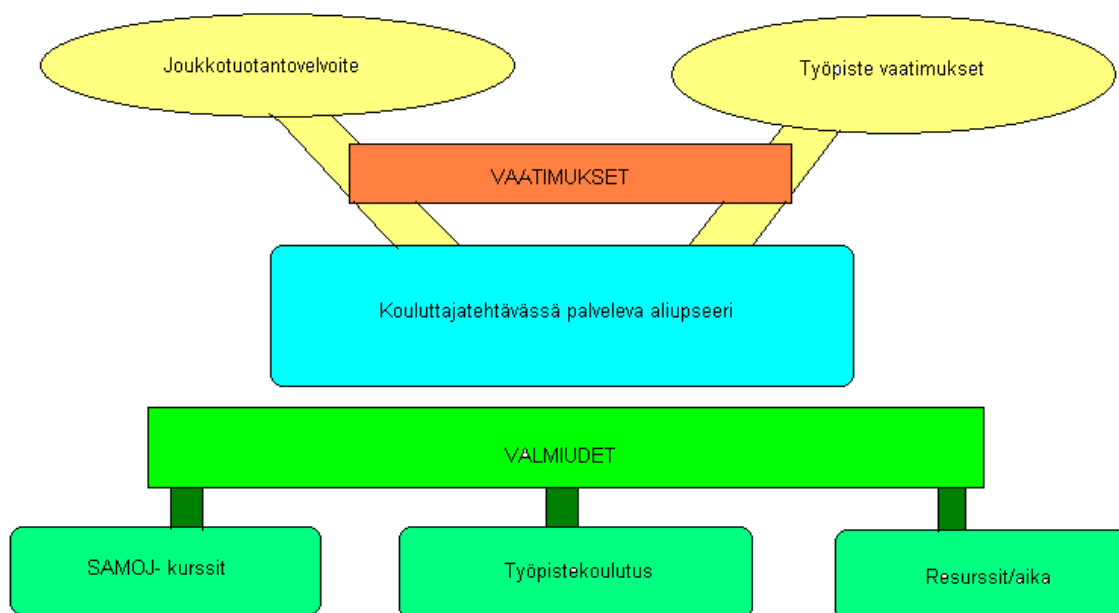 Joukkotuotantovelvoite
Työpiste vaatimukset
VAATIMUKSET
Kouluttajatehtävässä palveleva aliupseeri
VALMIUDET
SAMOJ- kurssit
Työpistekoulutus
Resurssit/aika